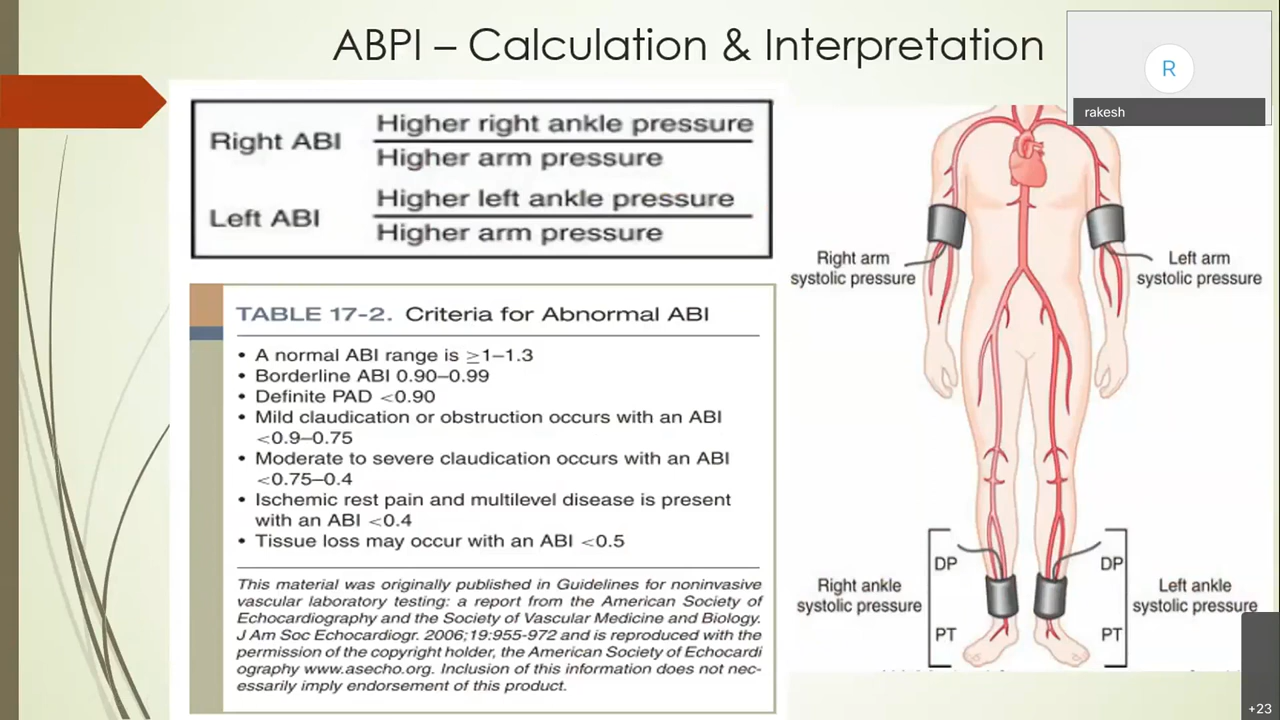 ABPI – Calculation & Interpretation
R
rakesh
Right ABI
Higher right ankle pressure
Higher arm pressure
Left ABI
Higher left ankle pressure
Higher arm pressure
TABLE 17-2. Criteria for Abnormal ABI
• A normal ABI range is ≥1–1.3
• Borderline ABI 0.90–0.99
• Definite PAD <0.90
• Mild claudication or obstruction occurs with an ABI
<0.9–0.75
• Moderate to severe claudication occurs with an ABI
<0.75–0.4
• Ischemic rest pain and multilevel disease is present
with an ABI <0.4
• Tissue loss may occur with an ABI <0.5
This material was originally published in Guidelines for noninvasive
vascular laboratory testing: a report from the American Society of
Echocardiography and the Society of Vascular Medicine and Biology.
J Am Soc Echocardiogr. 2006;19:955-972 and is reproduced with the
permission of the copyright holder, the American Society of Echocardi
ography www.asecho.org. Inclusion of this information does not nec-
essarily imply endorsement of this product.
Right arm
systolic pressure
Left arm
systolic pressure
DP
DP
Right ankle
systolic pressure
Left ankle
systolic pressure
PT
PT
+23